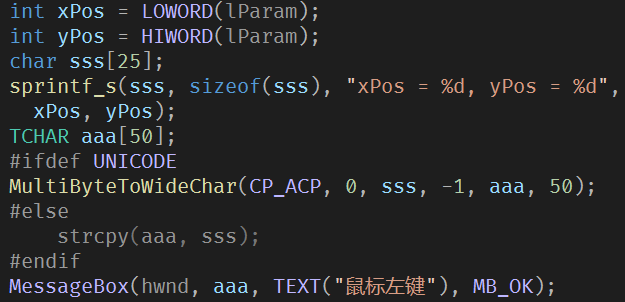 int xPos = LOWORD(lParam);
int yPos = HIWORD(lParam);
char sss[25];
sprintf_s(sss, sizeof(sss), "xPos = %d, yPos = %d",
  xPos, yPos);
TCHAR aaa[50];
#ifdef UNICODE
MultiByteToWideChar(CP_ACP, 0, sss, -1, aaa, 50);
#else
    strcpy(aaa, sss);
#endif
MessageBox(hwnd, aaa, TEXT("鼠标左键"), MB_OK);